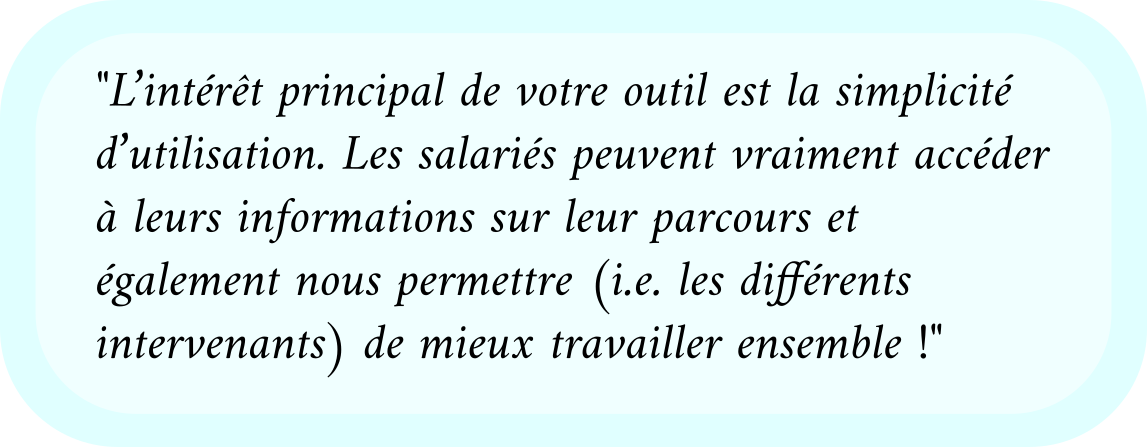 "L’intérêt principal de votre outil est la simplicité
d’utilisation. Les salariés peuvent vraiment accéder
à leurs informations sur leur parcours et
également nous permettre (i.e. les différents
intervenants) de mieux travailler ensemble !"